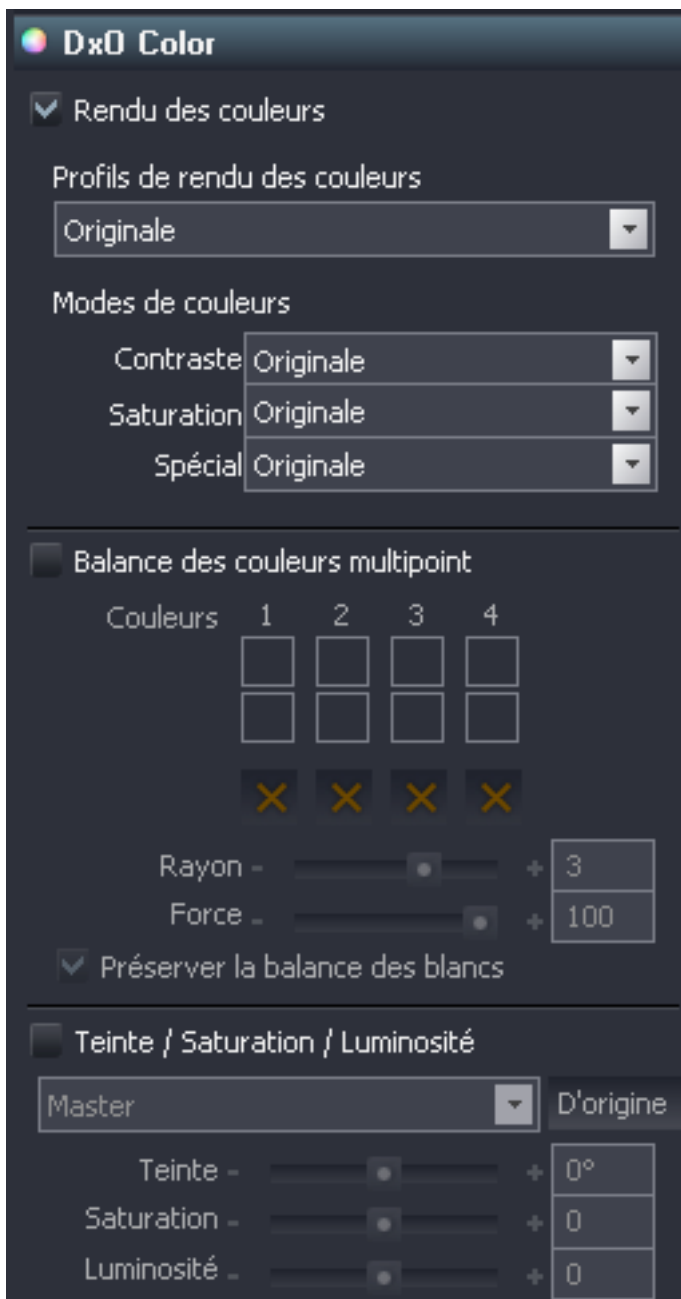 DxO Color
Rendu des couleurs
Profils de rendu des couleurs
Originale
Modes de couleurs
Contraste Originale
Saturation Originale
Spécial Originale
Balance des couleurs multipoint
Couleurs 1 2 3 4
Rayon - + 3
Force - + 100
Préserver la balance des blancs
Teinte / Saturation / Luminosité
Master D'origine
Teinte - + 0°
Saturation - + 0
Luminosité - + 0